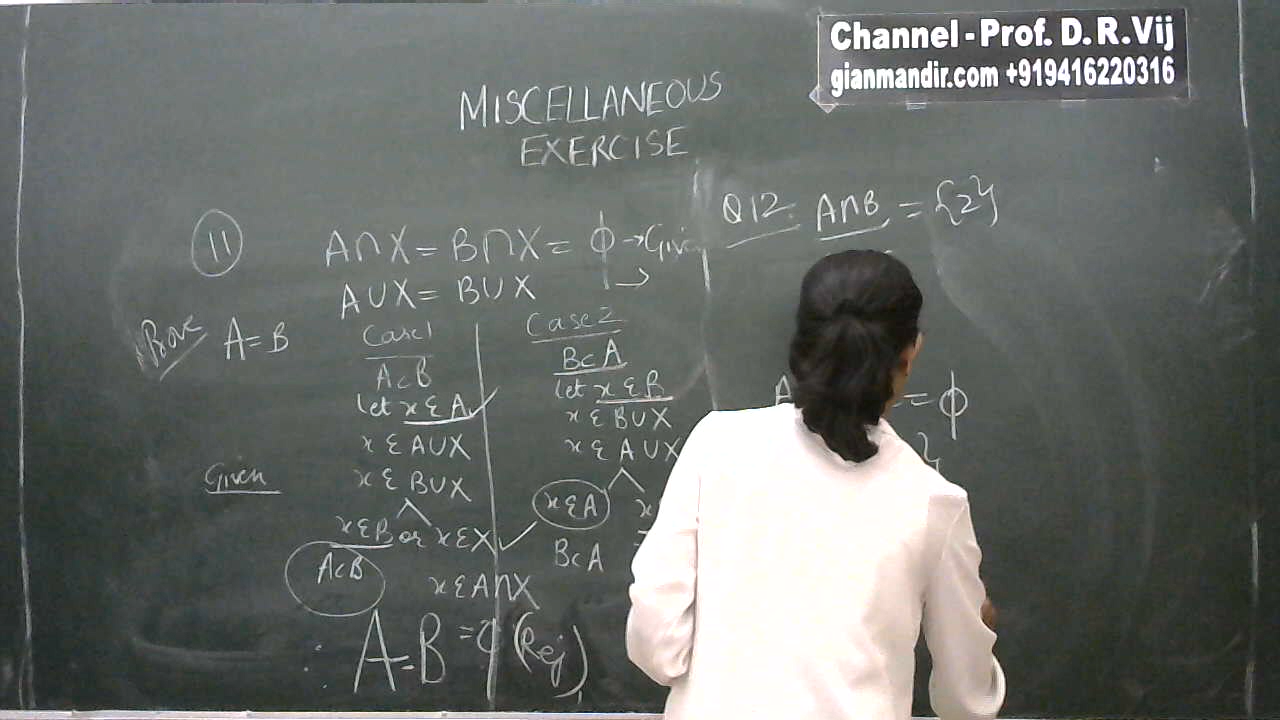 Channel - Prof. D. R. Vij
gianmandir.com +919416220316
MISCELLANEOUS
EXERCISE
11
A∩X = B∩X = ϕ → Given
→
A∪X = B∪X
Prove A = B
Case 1
A⊂B
let x ∈ A ✓
x ∈ A∪X
Given x ∈ B∪X
x ∈ B or x ∈ X ✓
A⊂B
x ∈ A∩X
= ϕ (Rej)
∴ A = B
Case 2
B⊂A
let x ∈ B
x ∈ B∪X
x ∈ A∪X
x ∈ A
B⊂A
Q12. A∩B = {2}
A = ϕ